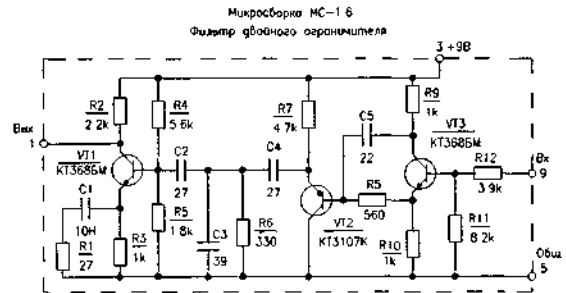 Микросборка МС-1 6
Фильтр двойного ограничителя
3 +9В
R2
2.2k
R4
5.6k
R7
4.7k
C5
22
R9
1k
VT3
КТ368БМ
Вых
1
VT1
КТ368БМ
C2
27
C4
27
R12
3.9k
Вх
9
C1
10Н
R5
1.8k
R5
560
VT2
КТ3107К
R1
27
R3
1k
C3
39
R6
330
R10
1k
R11
8.2k
Общ
5